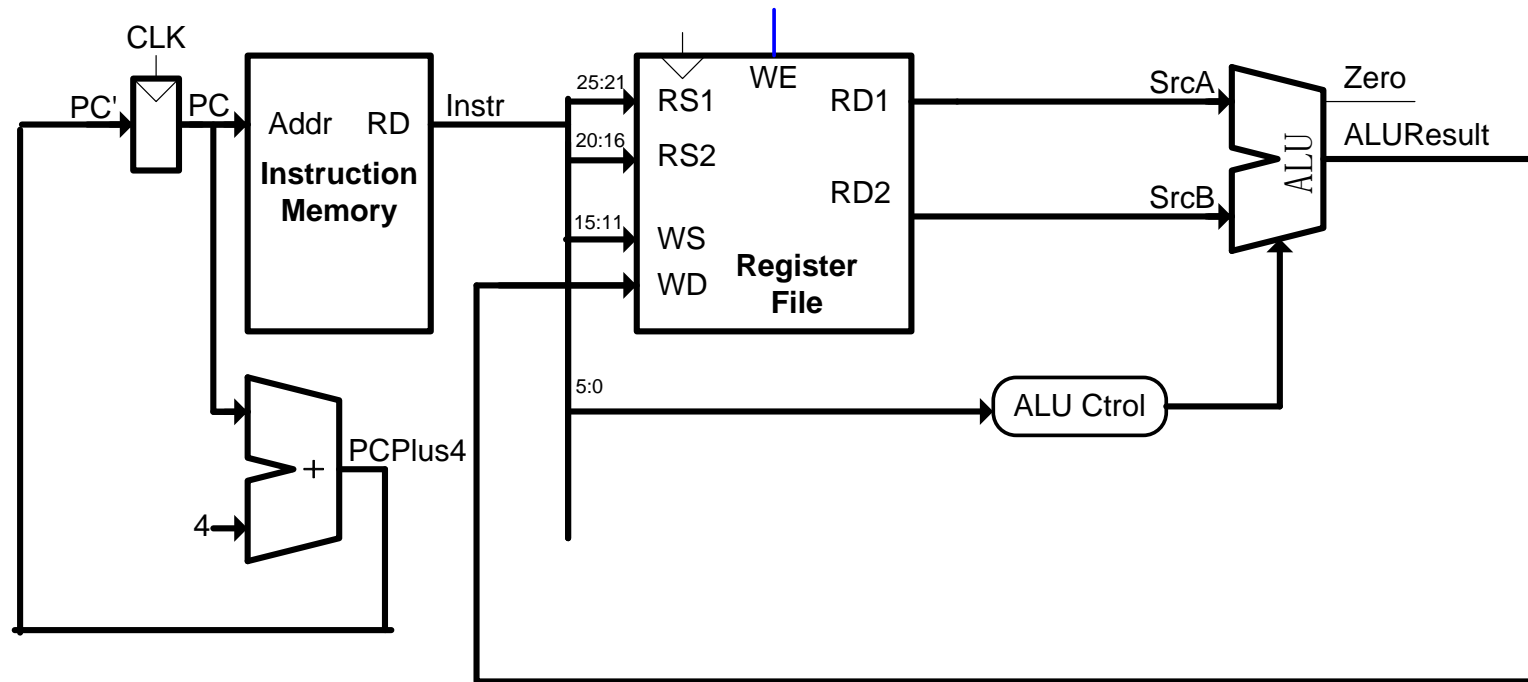 CLK
PC'
PC
Addr RD
Instruction
Memory
Instr
25:21
20:16
15:11
5:0
WE
RS1
RS2
WS
WD
RD1
RD2
Register
File
SrcA
SrcB
Zero
ALUResult
ALU
ALU Ctrol
PCPlus4
+
4